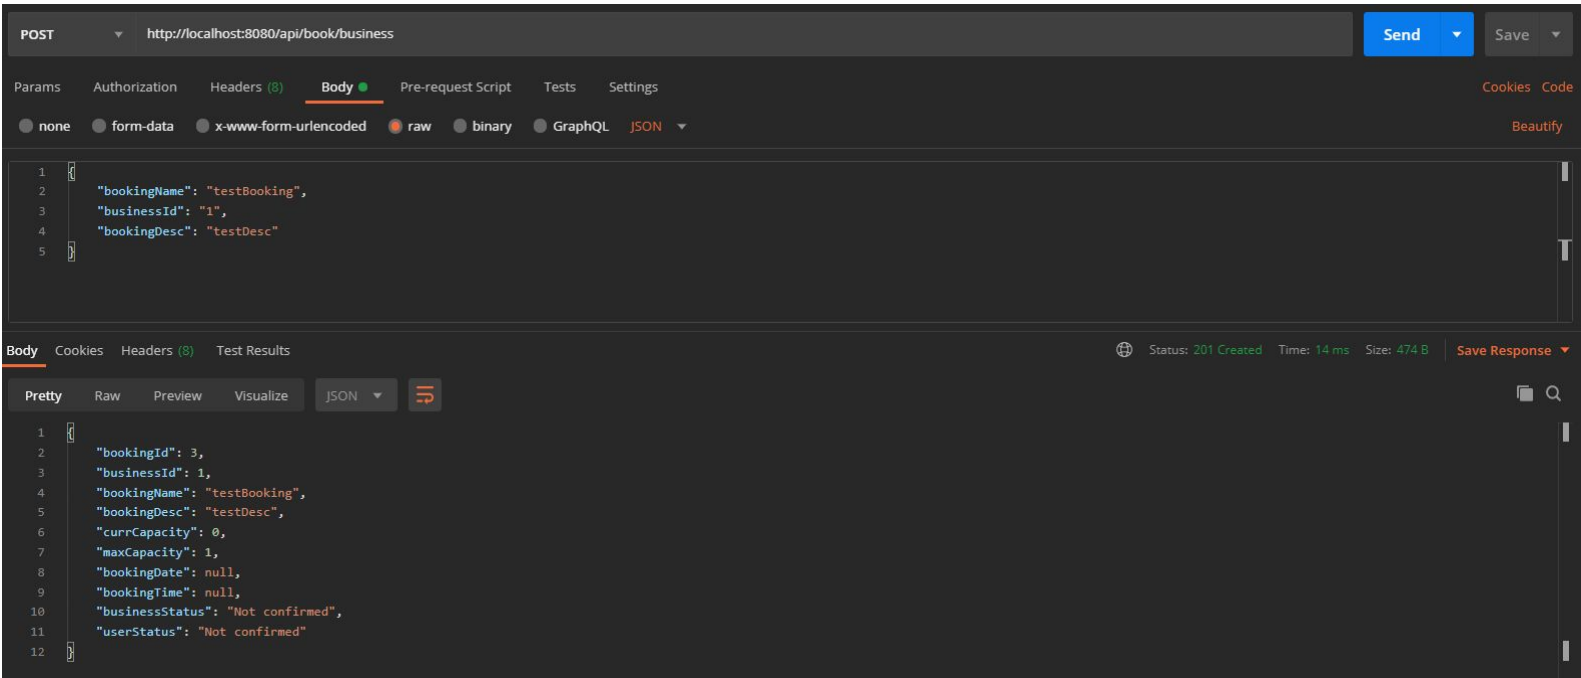 POST http://localhost:8080/api/book/business Send Save
Params Authorization Headers (8) Body Pre-request Script Tests Settings Cookies Code
none form-data x-www-form-urlencoded raw binary GraphQL JSON Beautify
1 {
2 "bookingName": "testBooking",
3 "businessId": "1",
4 "bookingDesc": "testDesc"
5 }
Body Cookies Headers (8) Test Results Status: 201 Created Time: 14 ms Size: 474 B Save Response
Pretty Raw Preview Visualize JSON
1 {
2 "bookingId": 3,
3 "businessId": 1,
4 "bookingName": "testBooking",
5 "bookingDesc": "testDesc",
6 "currCapacity": 0,
7 "maxCapacity": 1,
8 "bookingDate": null,
9 "bookingTime": null,
10 "businessStatus": "Not confirmed",
11 "userStatus": "Not confirmed"
12 }